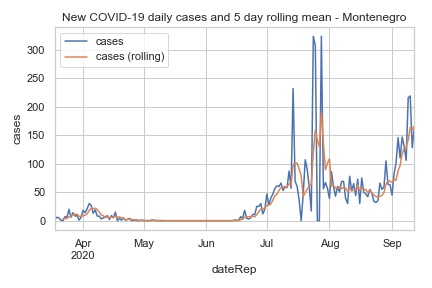 New COVID-19 daily cases and 5 day rolling mean - Montenegro
cases
cases (rolling)
300
250
200
150
100
50
0
cases
Apr May Jun Jul Aug Sep
2020
dateRep